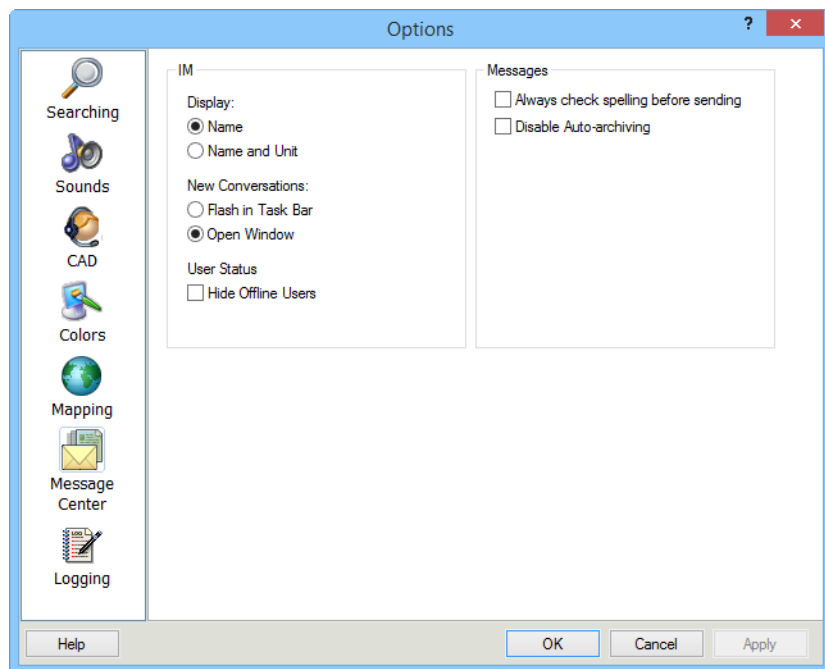 Options
?
Searching
Sounds
CAD
Colors
Mapping
Message
Center
LOG
Logging
IM
Display:
Name
Name and Unit
New Conversations:
Flash in Task Bar
Open Window
User Status
Hide Offline Users
Messages
Always check spelling before sending
Disable Auto-archiving
Help
OK
Cancel
Apply